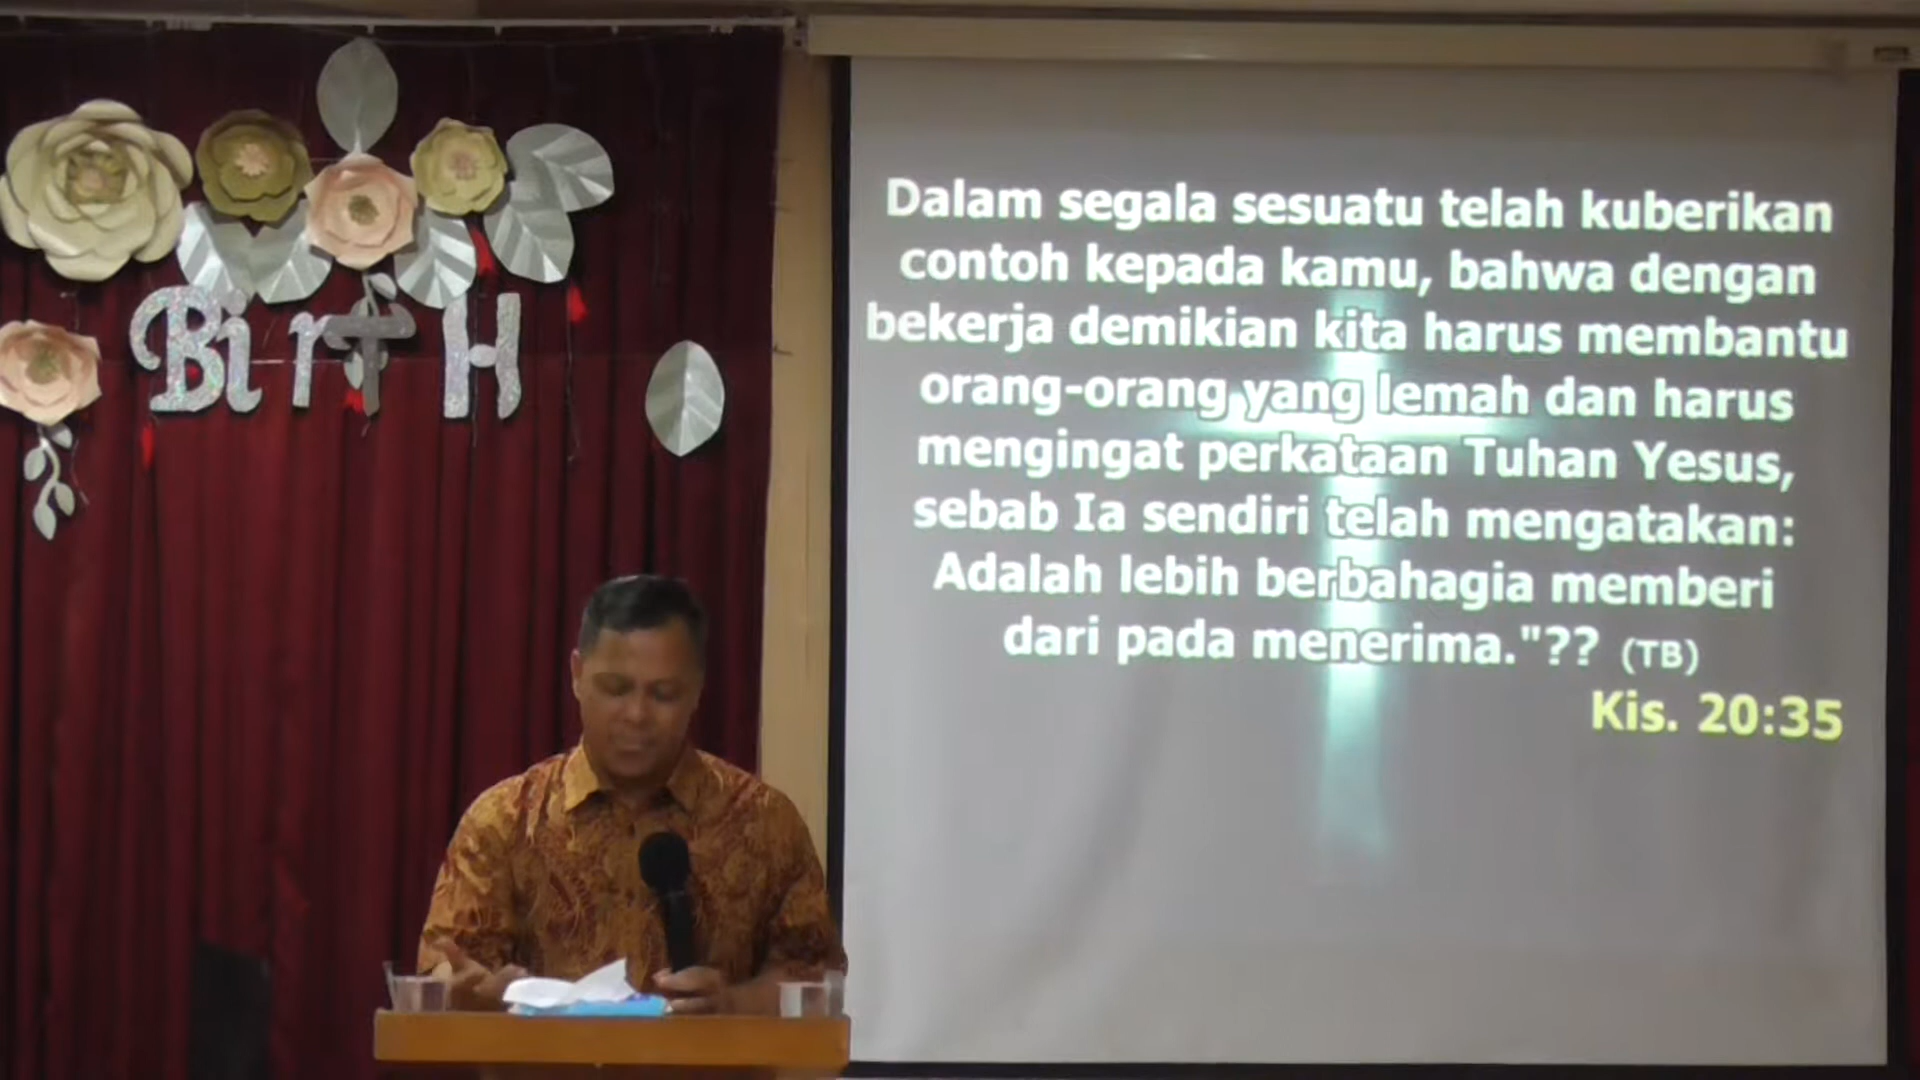 BirTH
Dalam segala sesuatu telah kuberikan
contoh kepada kamu, bahwa dengan
bekerja demikian kita harus membantu
orang-orang yang lemah dan harus
mengingat perkataan Tuhan Yesus,
sebab Ia sendiri telah mengatakan:
Adalah lebih berbahagia memberi
dari pada menerima."?? (TB)
Kis. 20:35